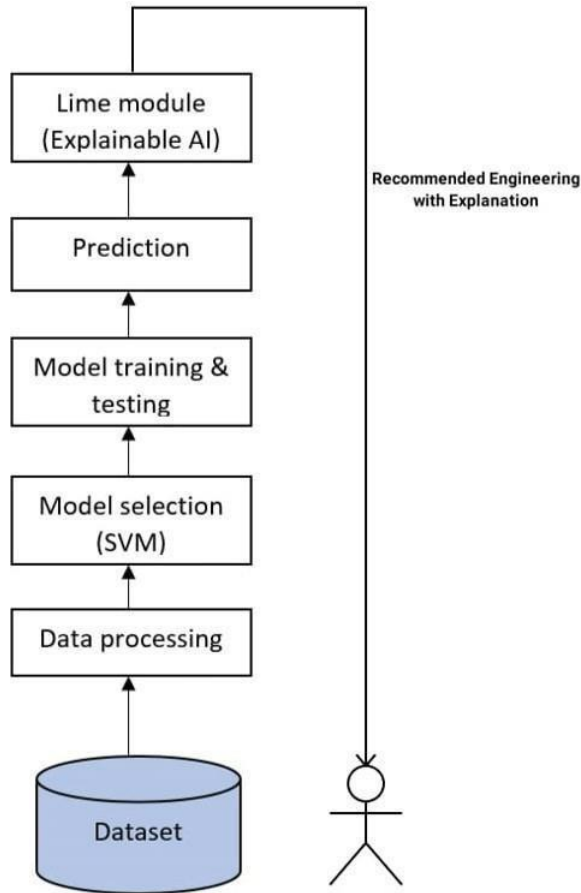 Lime module
(Explainable AI)
Recommended Engineering
with Explanation
Prediction
Model training &
testing
Model selection
(SVM)
Data processing
Dataset